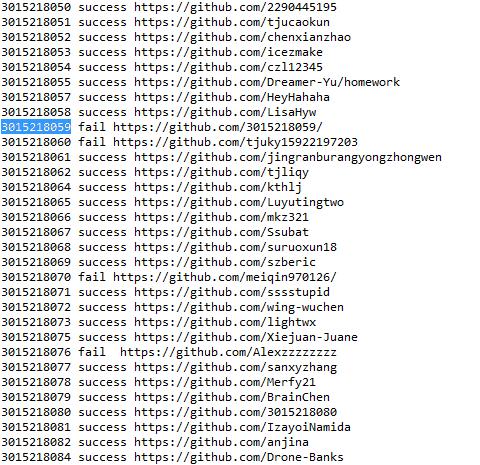 3015218050 success https://github.com/2290445195
3015218051 success https://github.com/tjucaokun
3015218052 success https://github.com/chenxianzhao
3015218053 success https://github.com/icezmake
3015218054 success https://github.com/czl12345
3015218055 success https://github.com/Dreamer-Yu/homework
3015218057 success https://github.com/HeyHahaha
3015218058 success https://github.com/LisaHyw
3015218059 fail https://github.com/3015218059/
3015218060 fail https://github.com/tjuky15922197203
3015218061 success https://github.com/jingranburangyongzhongwen
3015218062 success https://github.com/tjliqy
3015218064 success https://github.com/kthlj
3015218065 success https://github.com/Luyutingtwo
3015218066 success https://github.com/mkz321
3015218067 success https://github.com/Ssubat
3015218068 success https://github.com/suruoxun18
3015218069 success https://github.com/szberic
3015218070 fail https://github.com/meiqin970126/
3015218071 success https://github.com/sssstupid
3015218072 success https://github.com/wing-wuchen
3015218073 success https://github.com/lightwx
3015218075 success https://github.com/Xiejuan-Juane
3015218076 fail  https://github.com/Alexzzzzzzzz
3015218077 success https://github.com/sanxyzhang
3015218078 success https://github.com/Merfy21
3015218079 success https://github.com/BrainChen
3015218080 success https://github.com/3015218080
3015218081 success https://github.com/IzayoiNamida
3015218082 success https://github.com/anjina
3015218084 success https://github.com/Drone-Banks